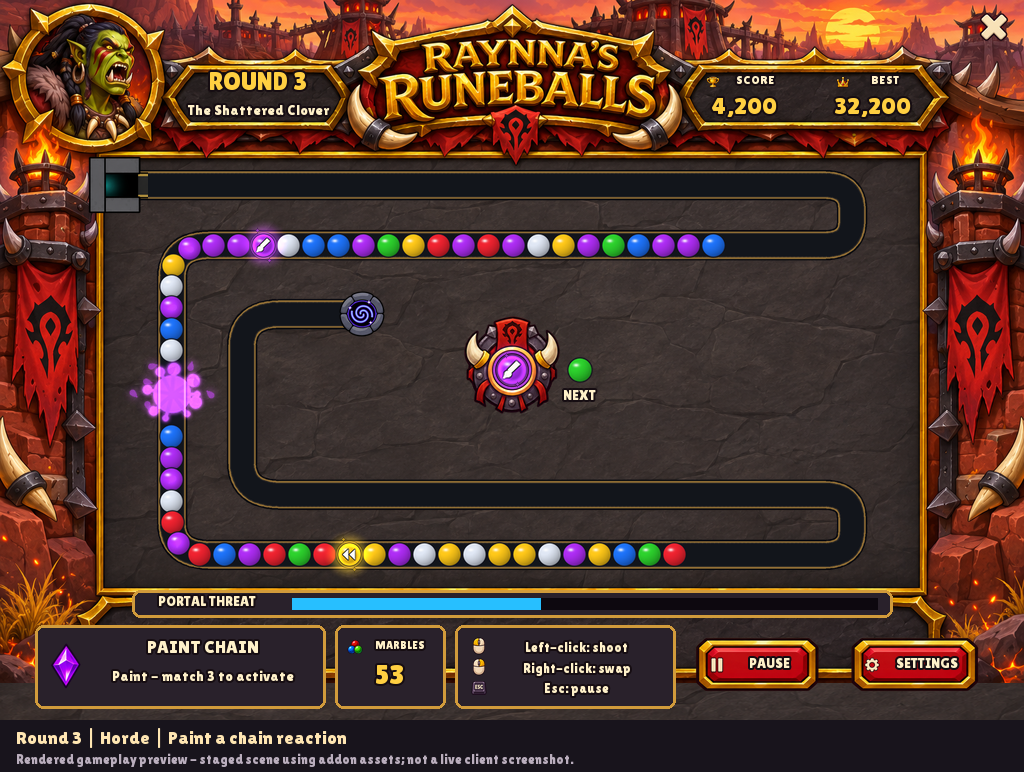 RAYNNA'S
RUNEBALLS
ROUND 3
The Shattered Clover
SCORE
4,200
BEST
32,200
NEXT
PORTAL THREAT
PAINT CHAIN
Paint – match 3 to activate
MARBLES
53
Left-click: shoot
Right-click: swap
ESC
Esc: pause
PAUSE
SETTINGS
Round 3 | Horde | Paint a chain reaction
Rendered gameplay preview – staged scene using addon assets; not a live client screenshot.